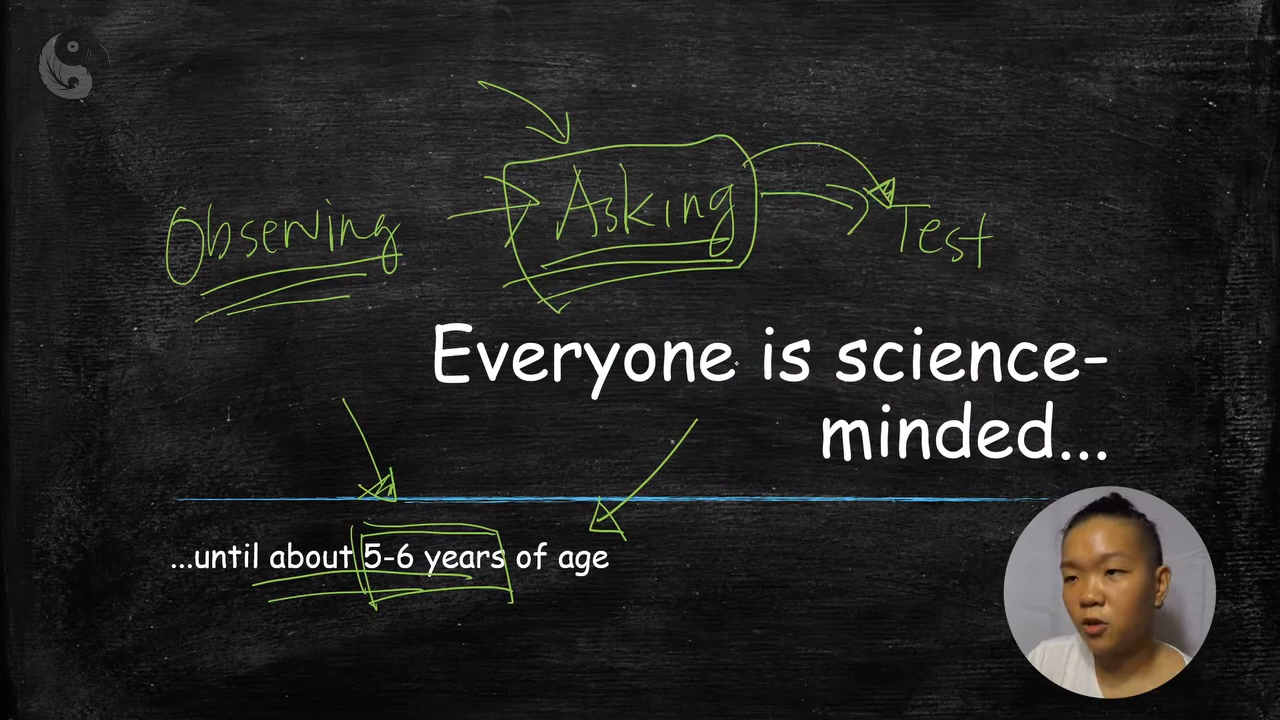 Observing Asking Test
Everyone is science-
minded...
...until about 5-6 years of age